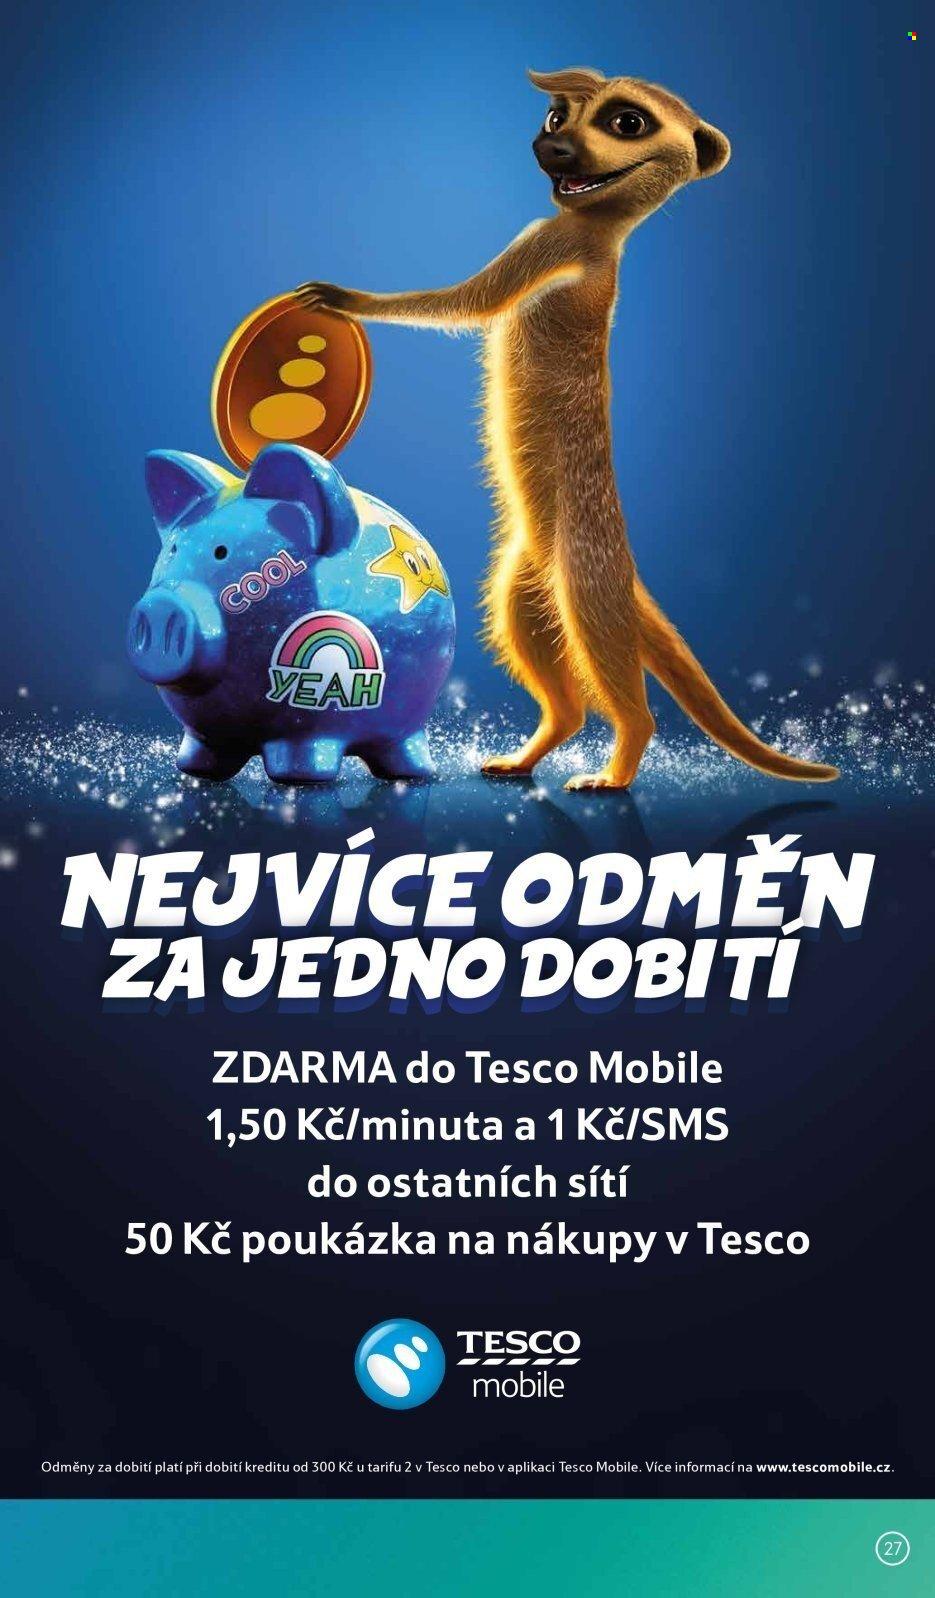 COOL
YEAH
NEJVÍCE ODMĚN
ZA JEDNO DOBITÍ
ZDARMA do Tesco Mobile
1,50 Kč/minuta a 1 Kč/SMS
do ostatních sítí
50 Kč poukázka na nákupy v Tesco
TESCO
mobile
Odměny za dobití platí při dobití kreditu od 300 Kč u tarifu 2 v Tesco nebo v aplikaci Tesco Mobile. Více informací na www.tescomobile.cz.
27